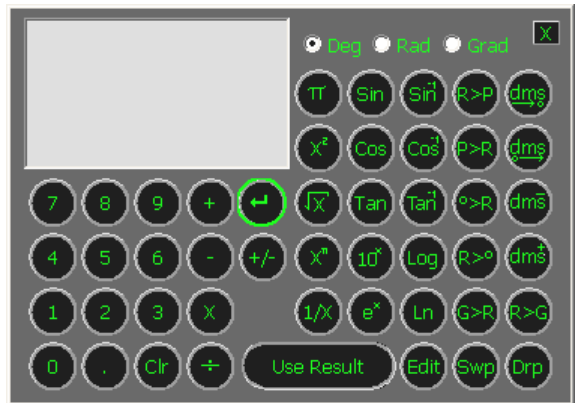 Deg Rad Grad X
π Sin Sin⁻¹ R>P dms→°
x² Cos Cos⁻¹ P>R dms°→
7 8 9 + ↵ √x Tan Tan⁻¹ °>R dms‾
4 5 6 - +/- xⁿ 10ˣ Log R>° dms⁺
1 2 3 X 1/X eˣ Ln G>R R>G
0 . Clr ÷ Use Result Edit Swp Drp